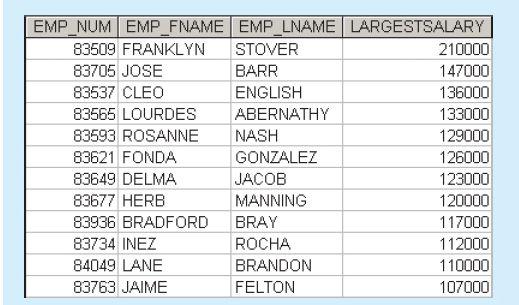 EMP_NUM EMP_FNAME EMP_LNAME LARGESTSALARY
83509 FRANKLYN STOVER 210000
83705 JOSE BARR 147000
83537 CLEO ENGLISH 136000
83565 LOURDES ABERNATHY 133000
83593 ROSANNE NASH 129000
83621 FONDA GONZALEZ 126000
83649 DELMA JACOB 123000
83677 HERB MANNING 120000
83936 BRADFORD BRAY 117000
83734 INEZ ROCHA 112000
84049 LANE BRANDON 110000
83763 JAIME FELTON 107000